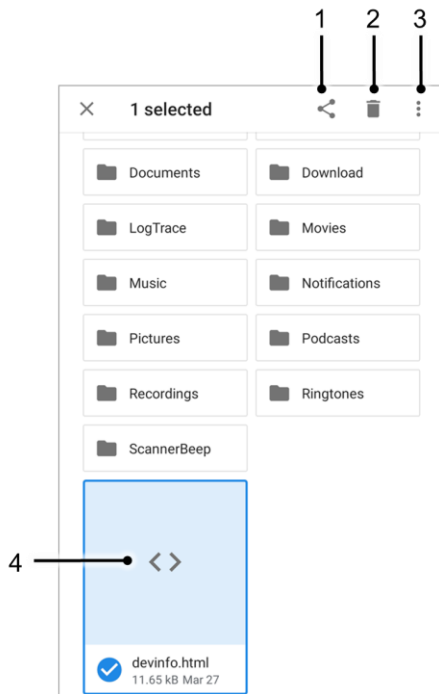 1 2 3
1 selected
Documents Download
LogTrace Movies
Music Notifications
Pictures Podcasts
Recordings Ringtones
ScannerBeep
4
devinfo.html
11.65 kB Mar 27